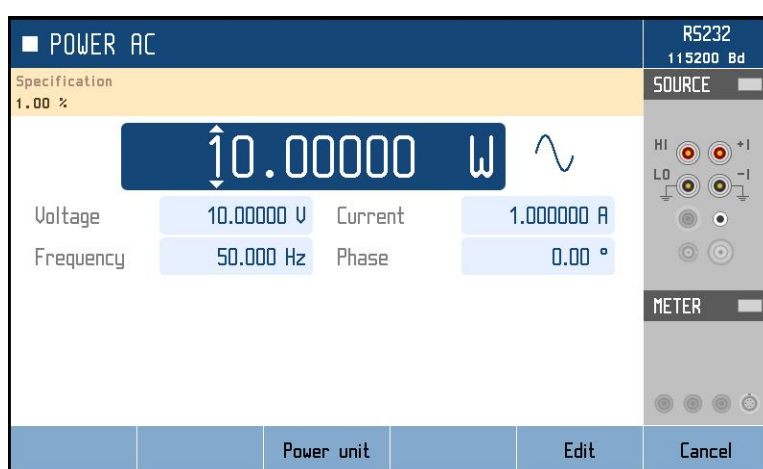 POWER AC
RS232
115200 Bd
Specification
1.00 %
SOURCE
10.00000 W
HI +I
LO -I
Voltage 10.00000 V Current 1.000000 A
Frequency 50.000 Hz Phase 0.00 °
METER
Power unit Edit Cancel